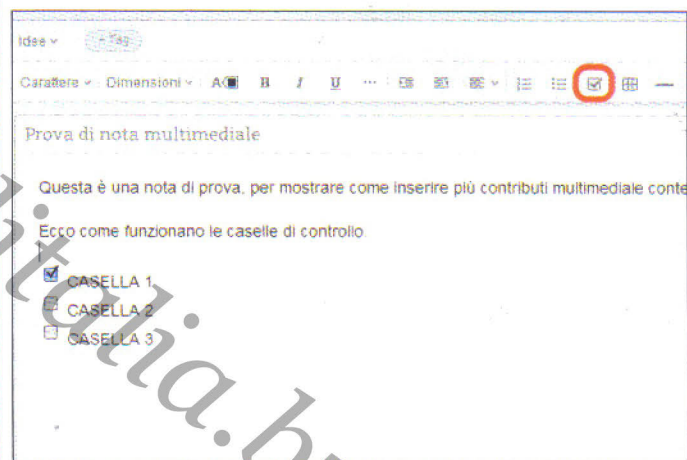 Idee
+ Tag
Carattere Dimensioni A B I U ...
Prova di nota multimediale
Questa è una nota di prova, per mostrare come inserire più contributi multimediale conte
Ecco come funzionano le caselle di controllo
CASELLA 1
CASELLA 2
CASELLA 3
italia.b